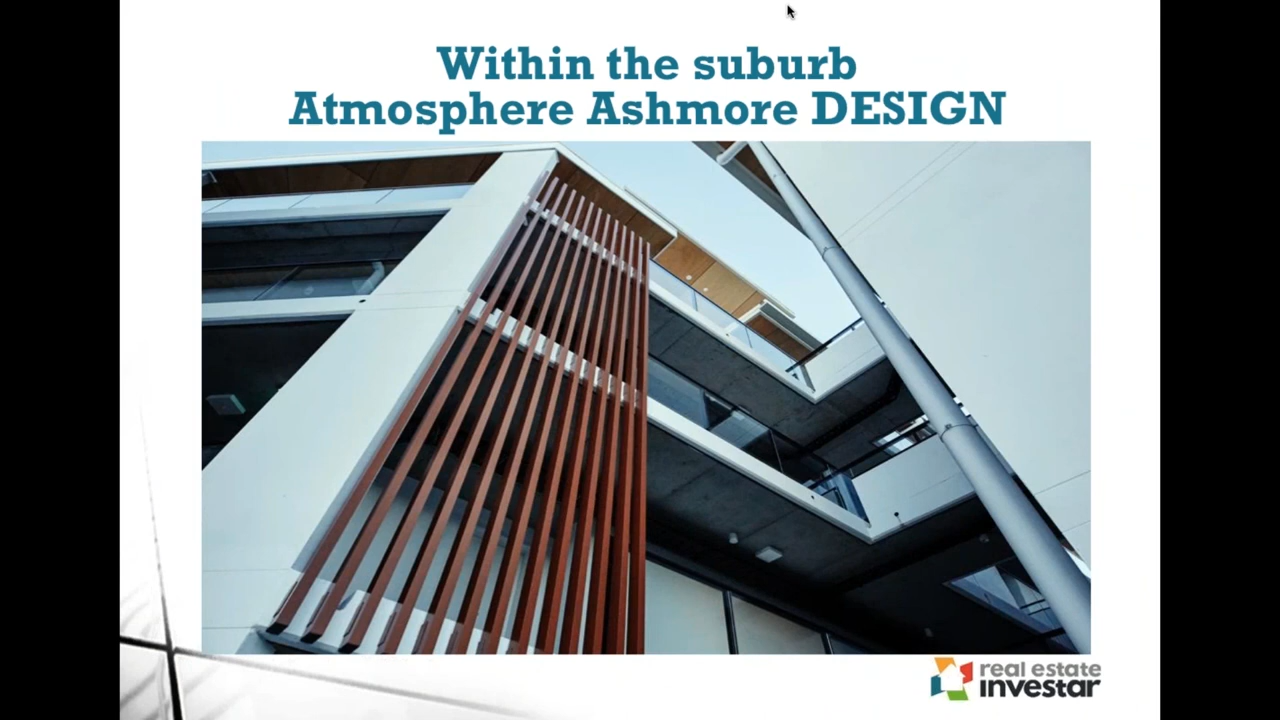 Within the suburb
Atmosphere Ashmore DESIGN
real estate
investar